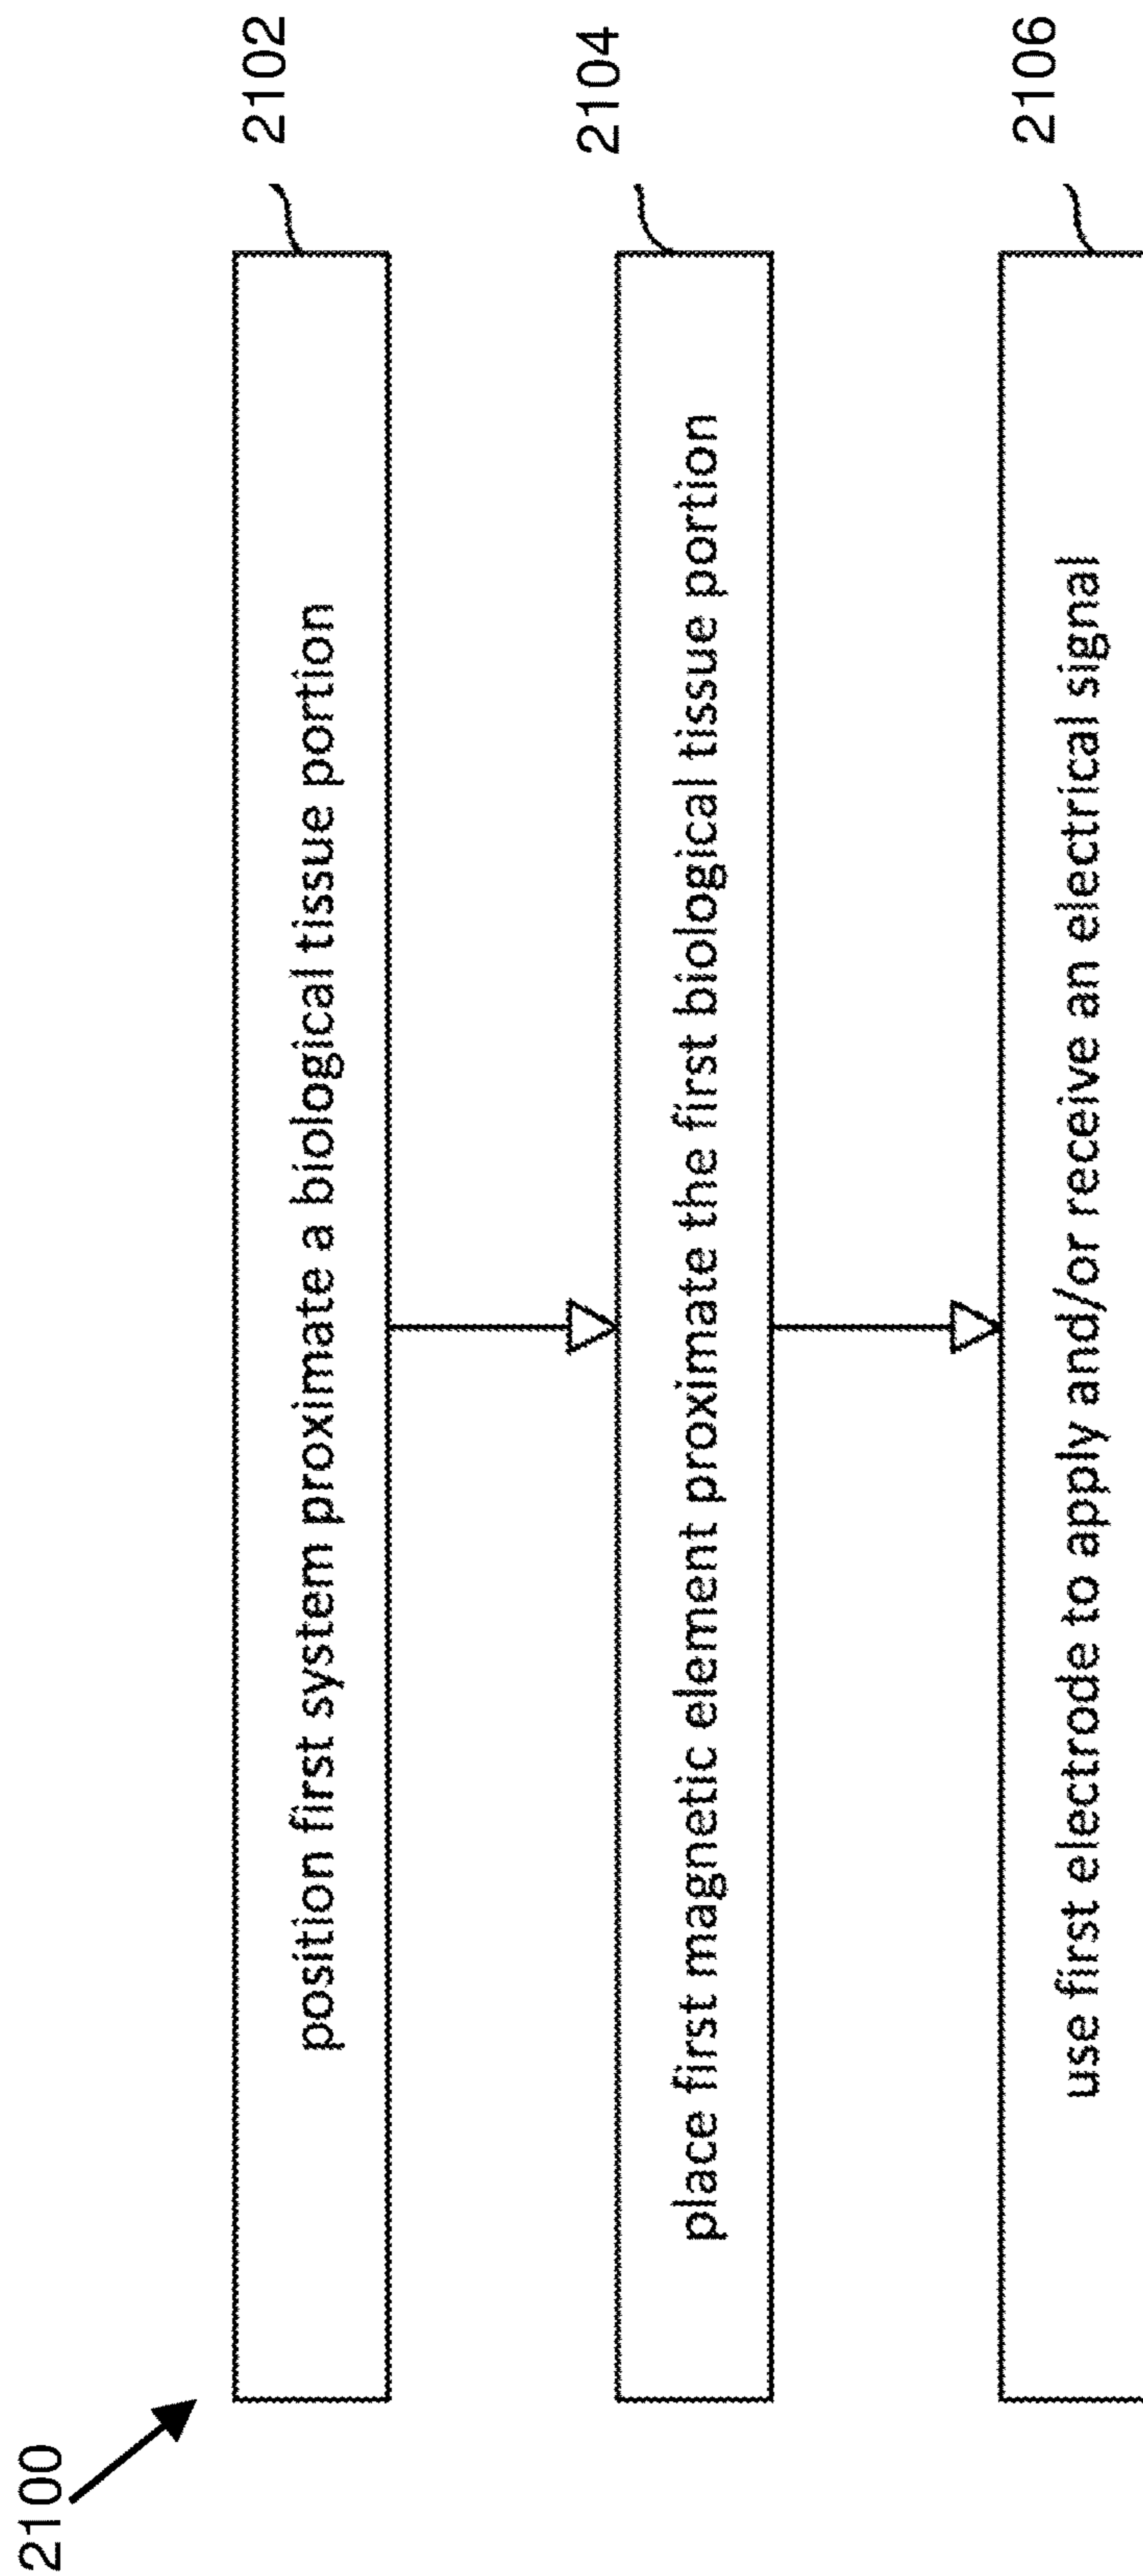 2100
position first system proximate a biological tissue portion
2102
place first magnetic element proximate the first biological tissue portion
2104
use first electrode to apply and/or receive an electrical signal
2106